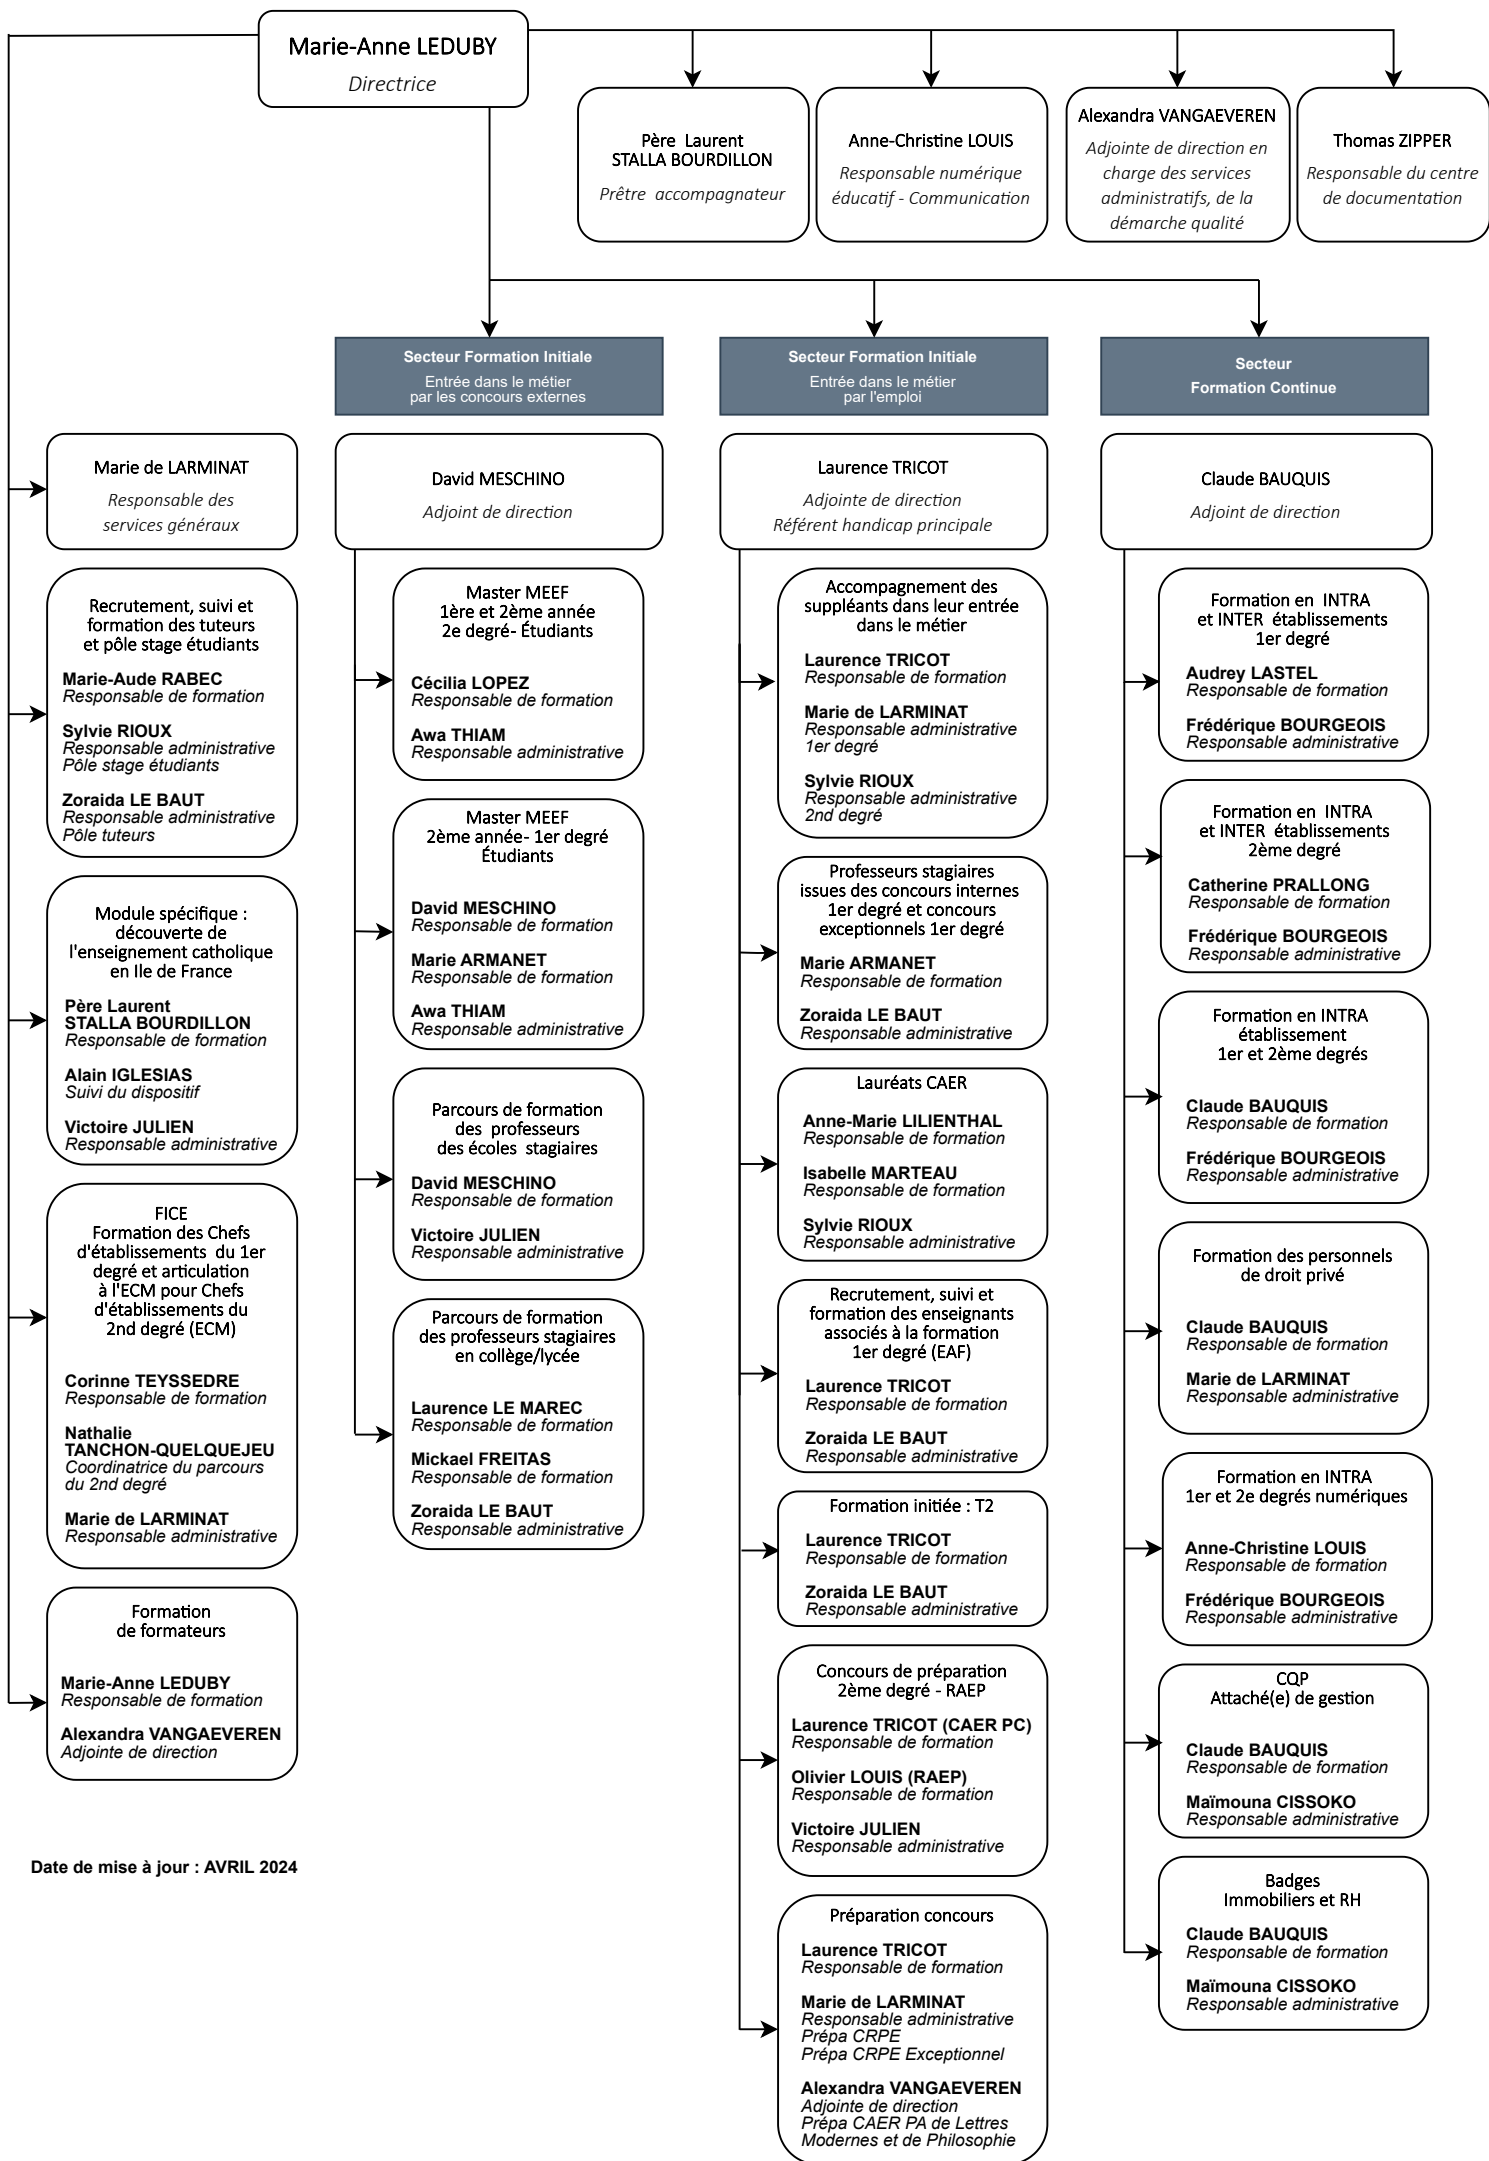 Marie-Anne LEDUBY
Directrice
Père Laurent
STALLA BOURDILLON
Prêtre accompagnateur
Anne-Christine LOUIS
Responsable numérique
éducatif - Communication
Alexandra VANGAEVEREN
Adjointe de direction en
charge des services
administratifs, de la
démarche qualité
Thomas ZIPPER
Responsable du centre
de documentation
Secteur Formation Initiale
Entrée dans le métier
par les concours externes
Secteur Formation Initiale
Entrée dans le métier
par l'emploi
Secteur
Formation Continue
Marie de LARMINAT
Responsable des
services généraux
Recrutement, suivi et
formation des tuteurs
et pôle stage étudiants
Marie-Aude RABEC
Responsable de formation
Sylvie RIOUX
Responsable administrative
Pôle stage étudiants
Zoraida LE BAUT
Responsable administrative
Pôle tuteurs
Module spécifique :
découverte de
l'enseignement catholique
en Ile de France
Père Laurent
STALLA BOURDILLON
Responsable de formation
Alain IGLESIAS
Suivi du dispositif
Victoire JULIEN
Responsable administrative
FICE
Formation des Chefs
d'établissements du 1er
degré et articulation
à l'ECM pour Chefs
d'établissements du
2nd degré (ECM)
Corinne TEYSSEDRE
Responsable de formation
Nathalie
TANCHON-QUELQUEJEU
Coordinatrice du parcours
du 2nd degré
Marie de LARMINAT
Responsable administrative
Formation
de formateurs
Marie-Anne LEDUBY
Responsable de formation
Alexandra VANGAEVEREN
Adjointe de direction
Date de mise à jour : AVRIL 2024
David MESCHINO
Adjoint de direction
Master MEEF
1ère et 2ème année
2e degré- Étudiants
Cécilia LOPEZ
Responsable de formation
Awa THIAM
Responsable administrative
Master MEEF
2ème année- 1er degré
Étudiants
David MESCHINO
Responsable de formation
Marie ARMANET
Responsable de formation
Awa THIAM
Responsable administrative
Parcours de formation
des professeurs
des écoles stagiaires
David MESCHINO
Responsable de formation
Victoire JULIEN
Responsable administrative
Parcours de formation
des professeurs stagiaires
en collège/lycée
Laurence LE MAREC
Responsable de formation
Mickael FREITAS
Responsable de formation
Zoraida LE BAUT
Responsable administrative
Laurence TRICOT
Adjointe de direction
Référent handicap principale
Accompagnement des
suppléants dans leur entrée
dans le métier
Laurence TRICOT
Responsable de formation
Marie de LARMINAT
Responsable administrative
1er degré
Sylvie RIOUX
Responsable administrative
2nd degré
Professeurs stagiaires
issues des concours internes
1er degré et concours
exceptionnels 1er degré
Marie ARMANET
Responsable de formation
Zoraida LE BAUT
Responsable administrative
Lauréats CAER
Anne-Marie LILIENTHAL
Responsable de formation
Isabelle MARTEAU
Responsable de formation
Sylvie RIOUX
Responsable administrative
Recrutement, suivi et
formation des enseignants
associés à la formation
1er degré (EAF)
Laurence TRICOT
Responsable de formation
Zoraida LE BAUT
Responsable administrative
Formation initiée : T2
Laurence TRICOT
Responsable de formation
Zoraida LE BAUT
Responsable administrative
Concours de préparation
2ème degré - RAEP
Laurence TRICOT (CAER PC)
Responsable de formation
Olivier LOUIS (RAEP)
Responsable de formation
Victoire JULIEN
Responsable administrative
Préparation concours
Laurence TRICOT
Responsable de formation
Marie de LARMINAT
Responsable administrative
Prépa CRPE
Prépa CRPE Exceptionnel
Alexandra VANGAEVEREN
Adjointe de direction
Prépa CAER PA de Lettres
Modernes et de Philosophie
Claude BAUQUIS
Adjoint de direction
Formation en INTRA
et INTER établissements
1er degré
Audrey LASTEL
Responsable de formation
Frédérique BOURGEOIS
Responsable administrative
Formation en INTRA
et INTER établissements
2ème degré
Catherine PRALLONG
Responsable de formation
Frédérique BOURGEOIS
Responsable administrative
Formation en INTRA
établissement
1er et 2ème degrés
Claude BAUQUIS
Responsable de formation
Frédérique BOURGEOIS
Responsable administrative
Formation des personnels
de droit privé
Claude BAUQUIS
Responsable de formation
Marie de LARMINAT
Responsable administrative
Formation en INTRA
1er et 2e degrés numériques
Anne-Christine LOUIS
Responsable de formation
Frédérique BOURGEOIS
Responsable administrative
CQP
Attaché(e) de gestion
Claude BAUQUIS
Responsable de formation
Maïmouna CISSOKO
Responsable administrative
Badges
Immobiliers et RH
Claude BAUQUIS
Responsable de formation
Maïmouna CISSOKO
Responsable administrative